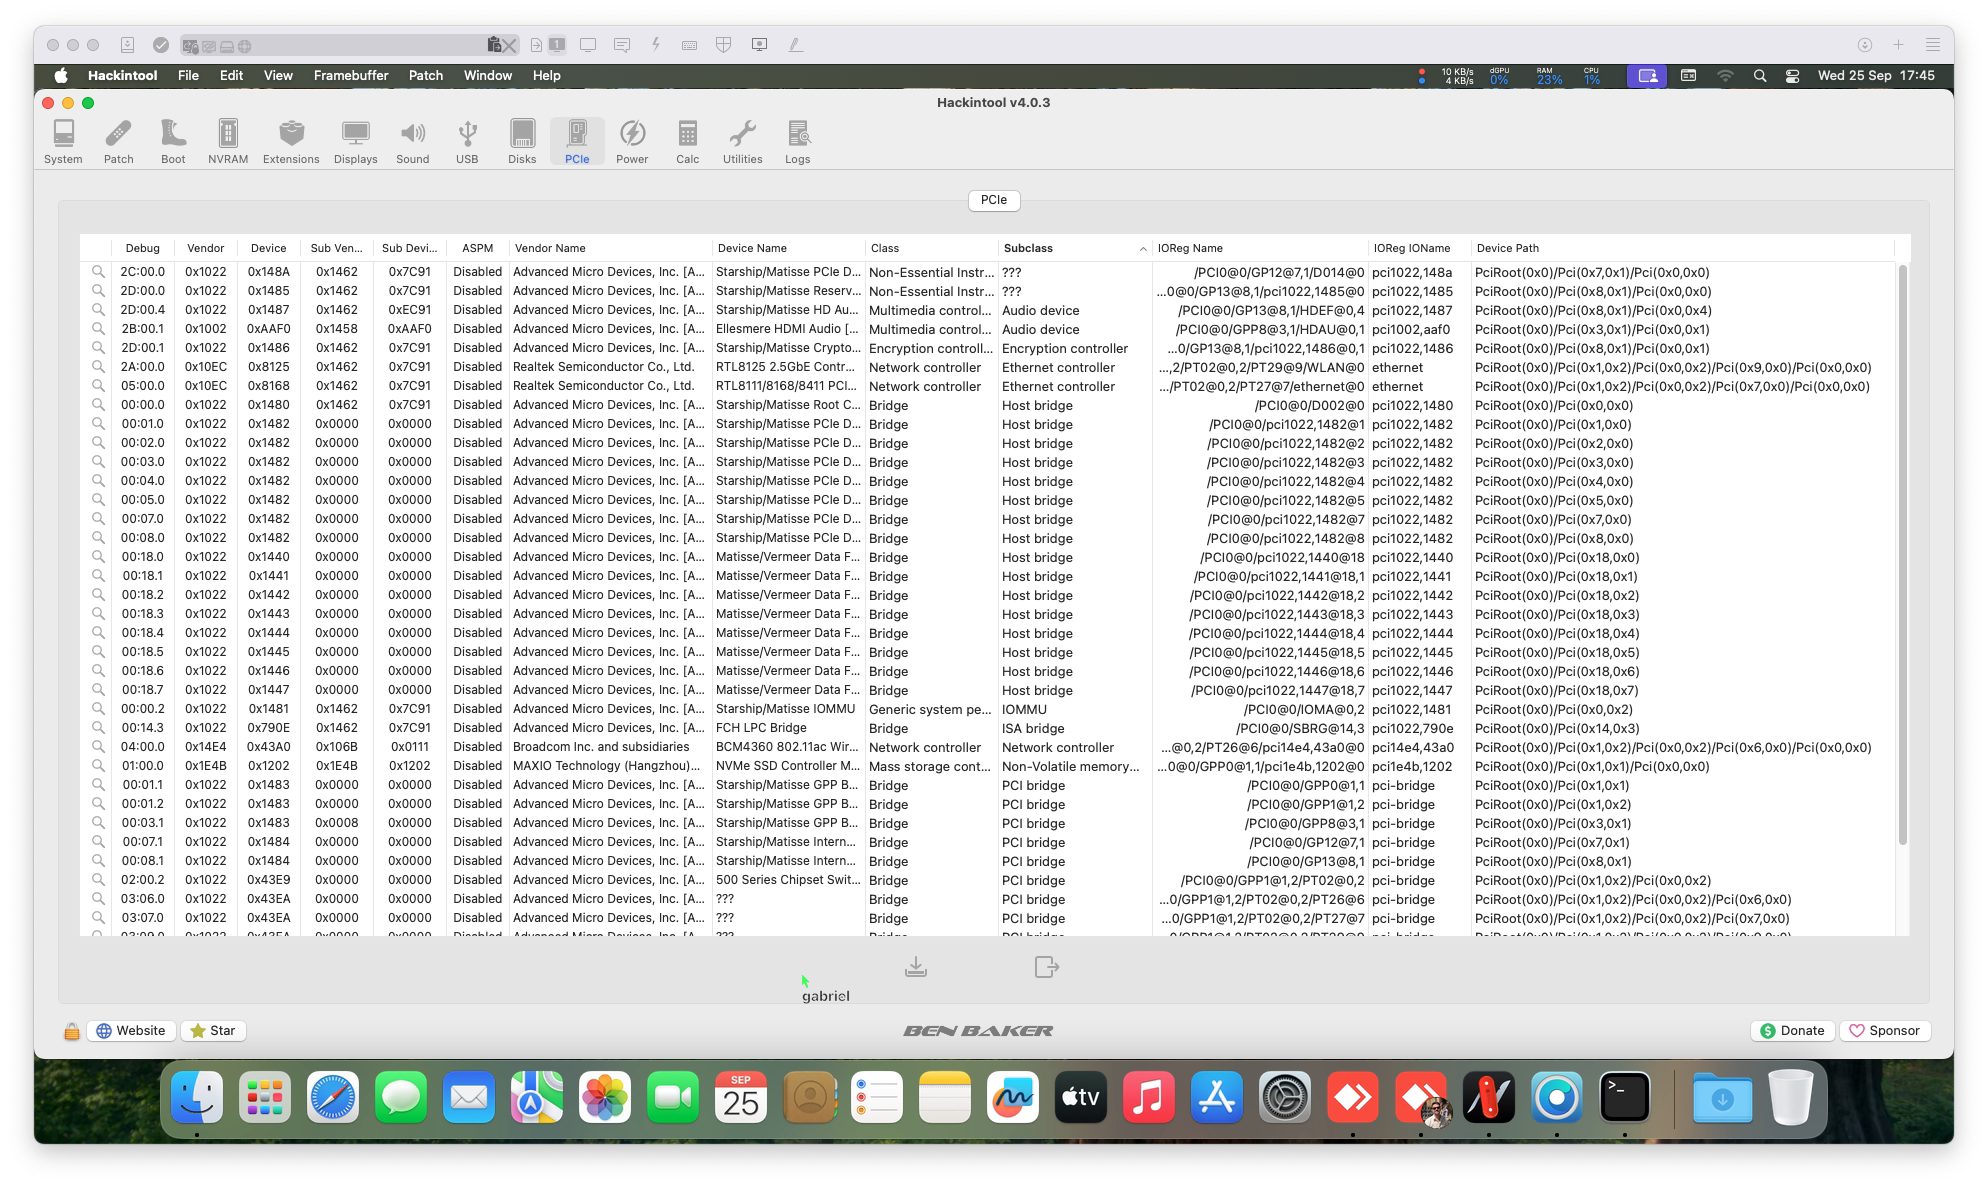 1
Hackintool File Edit View Framebuffer Patch Window Help 10 KB/s 4 KB/s dGPU 0% RAM 23% CPU 1% Wed 25 Sep 17:45
Hackintool v4.0.3
System Patch Boot NVRAM Extensions Displays Sound USB Disks PCIe Power Calc Utilities Logs
PCIe
Debug Vendor Device Sub Ven... Sub Devi... ASPM Vendor Name Device Name Class Subclass IOReg Name IOReg IOName Device Path
2C:00.0 0x1022 0x148A 0x1462 0x7C91 Disabled Advanced Micro Devices, Inc. [A... Starship/Matisse PCIe D... Non-Essential Instr... ??? /PCI0@0/GP12@7,1/D014@0 pci1022,148a PciRoot(0x0)/Pci(0x7,0x1)/Pci(0x0,0x0)
2D:00.0 0x1022 0x1485 0x1462 0x7C91 Disabled Advanced Micro Devices, Inc. [A... Starship/Matisse Reserv... Non-Essential Instr... ??? ...0@0/GP13@8,1/pci1022,1485@0 pci1022,1485 PciRoot(0x0)/Pci(0x8,0x1)/Pci(0x0,0x0)
2D:00.4 0x1022 0x1487 0x1462 0xEC91 Disabled Advanced Micro Devices, Inc. [A... Starship/Matisse HD Au... Multimedia control... Audio device /PCI0@0/GP13@8,1/HDEF@0,4 pci1022,1487 PciRoot(0x0)/Pci(0x8,0x1)/Pci(0x0,0x4)
2B:00.1 0x1002 0xAAF0 0x1458 0xAAF0 Disabled Advanced Micro Devices, Inc. [A... Ellesmere HDMI Audio [... Multimedia control... Audio device /PCI0@0/GPP8@3,1/HDAU@0,1 pci1002,aaf0 PciRoot(0x0)/Pci(0x3,0x1)/Pci(0x0,0x1)
2D:00.1 0x1022 0x1486 0x1462 0x7C91 Disabled Advanced Micro Devices, Inc. [A... Starship/Matisse Crypto... Encryption controll... Encryption controller ...0/GP13@8,1/pci1022,1486@0,1 pci1022,1486 PciRoot(0x0)/Pci(0x8,0x1)/Pci(0x0,0x1)
2A:00.0 0x10EC 0x8125 0x1462 0x7C91 Disabled Realtek Semiconductor Co., Ltd. RTL8125 2.5GbE Contr... Network controller Ethernet controller ...,2/PT02@0,2/PT29@9/WLAN@0 ethernet PciRoot(0x0)/Pci(0x1,0x2)/Pci(0x0,0x2)/Pci(0x9,0x0)/Pci(0x0,0x0)
05:00.0 0x10EC 0x8168 0x1462 0x7C91 Disabled Realtek Semiconductor Co., Ltd. RTL8111/8168/8411 PCI... Network controller Ethernet controller .../PT02@0,2/PT27@7/ethernet@0 ethernet PciRoot(0x0)/Pci(0x1,0x2)/Pci(0x0,0x2)/Pci(0x7,0x0)/Pci(0x0,0x0)
00:00.0 0x1022 0x1480 0x1462 0x7C91 Disabled Advanced Micro Devices, Inc. [A... Starship/Matisse Root C... Bridge Host bridge /PCI0@0/D002@0 pci1022,1480 PciRoot(0x0)/Pci(0x0,0x0)
00:01.0 0x1022 0x1482 0x0000 0x0000 Disabled Advanced Micro Devices, Inc. [A... Starship/Matisse PCIe D... Bridge Host bridge /PCI0@0/pci1022,1482@1 pci1022,1482 PciRoot(0x0)/Pci(0x1,0x0)
00:02.0 0x1022 0x1482 0x0000 0x0000 Disabled Advanced Micro Devices, Inc. [A... Starship/Matisse PCIe D... Bridge Host bridge /PCI0@0/pci1022,1482@2 pci1022,1482 PciRoot(0x0)/Pci(0x2,0x0)
00:03.0 0x1022 0x1482 0x0000 0x0000 Disabled Advanced Micro Devices, Inc. [A... Starship/Matisse PCIe D... Bridge Host bridge /PCI0@0/pci1022,1482@3 pci1022,1482 PciRoot(0x0)/Pci(0x3,0x0)
00:04.0 0x1022 0x1482 0x0000 0x0000 Disabled Advanced Micro Devices, Inc. [A... Starship/Matisse PCIe D... Bridge Host bridge /PCI0@0/pci1022,1482@4 pci1022,1482 PciRoot(0x0)/Pci(0x4,0x0)
00:05.0 0x1022 0x1482 0x0000 0x0000 Disabled Advanced Micro Devices, Inc. [A... Starship/Matisse PCIe D... Bridge Host bridge /PCI0@0/pci1022,1482@5 pci1022,1482 PciRoot(0x0)/Pci(0x5,0x0)
00:07.0 0x1022 0x1482 0x0000 0x0000 Disabled Advanced Micro Devices, Inc. [A... Starship/Matisse PCIe D... Bridge Host bridge /PCI0@0/pci1022,1482@7 pci1022,1482 PciRoot(0x0)/Pci(0x7,0x0)
00:08.0 0x1022 0x1482 0x0000 0x0000 Disabled Advanced Micro Devices, Inc. [A... Starship/Matisse PCIe D... Bridge Host bridge /PCI0@0/pci1022,1482@8 pci1022,1482 PciRoot(0x0)/Pci(0x8,0x0)
00:18.0 0x1022 0x1440 0x0000 0x0000 Disabled Advanced Micro Devices, Inc. [A... Matisse/Vermeer Data F... Bridge Host bridge /PCI0@0/pci1022,1440@18 pci1022,1440 PciRoot(0x0)/Pci(0x18,0x0)
00:18.1 0x1022 0x1441 0x0000 0x0000 Disabled Advanced Micro Devices, Inc. [A... Matisse/Vermeer Data F... Bridge Host bridge /PCI0@0/pci1022,1441@18,1 pci1022,1441 PciRoot(0x0)/Pci(0x18,0x1)
00:18.2 0x1022 0x1442 0x0000 0x0000 Disabled Advanced Micro Devices, Inc. [A... Matisse/Vermeer Data F... Bridge Host bridge /PCI0@0/pci1022,1442@18,2 pci1022,1442 PciRoot(0x0)/Pci(0x18,0x2)
00:18.3 0x1022 0x1443 0x0000 0x0000 Disabled Advanced Micro Devices, Inc. [A... Matisse/Vermeer Data F... Bridge Host bridge /PCI0@0/pci1022,1443@18,3 pci1022,1443 PciRoot(0x0)/Pci(0x18,0x3)
00:18.4 0x1022 0x1444 0x0000 0x0000 Disabled Advanced Micro Devices, Inc. [A... Matisse/Vermeer Data F... Bridge Host bridge /PCI0@0/pci1022,1444@18,4 pci1022,1444 PciRoot(0x0)/Pci(0x18,0x4)
00:18.5 0x1022 0x1445 0x0000 0x0000 Disabled Advanced Micro Devices, Inc. [A... Matisse/Vermeer Data F... Bridge Host bridge /PCI0@0/pci1022,1445@18,5 pci1022,1445 PciRoot(0x0)/Pci(0x18,0x5)
00:18.6 0x1022 0x1446 0x0000 0x0000 Disabled Advanced Micro Devices, Inc. [A... Matisse/Vermeer Data F... Bridge Host bridge /PCI0@0/pci1022,1446@18,6 pci1022,1446 PciRoot(0x0)/Pci(0x18,0x6)
00:18.7 0x1022 0x1447 0x0000 0x0000 Disabled Advanced Micro Devices, Inc. [A... Matisse/Vermeer Data F... Bridge Host bridge /PCI0@0/pci1022,1447@18,7 pci1022,1447 PciRoot(0x0)/Pci(0x18,0x7)
00:00.2 0x1022 0x1481 0x1462 0x7C91 Disabled Advanced Micro Devices, Inc. [A... Starship/Matisse IOMMU Generic system pe... IOMMU /PCI0@0/IOMA@0,2 pci1022,1481 PciRoot(0x0)/Pci(0x0,0x2)
00:14.3 0x1022 0x790E 0x1462 0x7C91 Disabled Advanced Micro Devices, Inc. [A... FCH LPC Bridge Bridge ISA bridge /PCI0@0/SBRG@14,3 pci1022,790e PciRoot(0x0)/Pci(0x14,0x3)
04:00.0 0x14E4 0x43A0 0x106B 0x0111 Disabled Broadcom Inc. and subsidiaries BCM4360 802.11ac Wir... Network controller Network controller ...@0,2/PT26@6/pci14e4,43a0@0 pci14e4,43a0 PciRoot(0x0)/Pci(0x1,0x2)/Pci(0x0,0x2)/Pci(0x6,0x0)/Pci(0x0,0x0)
01:00.0 0x1E4B 0x1202 0x1E4B 0x1202 Disabled MAXIO Technology (Hangzhou)... NVMe SSD Controller M... Mass storage cont... Non-Volatile memory... ...0@0/GPP0@1,1/pci1e4b,1202@0 pci1e4b,1202 PciRoot(0x0)/Pci(0x1,0x1)/Pci(0x0,0x0)
00:01.1 0x1022 0x1483 0x0000 0x0000 Disabled Advanced Micro Devices, Inc. [A... Starship/Matisse GPP B... Bridge PCI bridge /PCI0@0/GPP0@1,1 pci-bridge PciRoot(0x0)/Pci(0x1,0x1)
00:01.2 0x1022 0x1483 0x0000 0x0000 Disabled Advanced Micro Devices, Inc. [A... Starship/Matisse GPP B... Bridge PCI bridge /PCI0@0/GPP1@1,2 pci-bridge PciRoot(0x0)/Pci(0x1,0x2)
00:03.1 0x1022 0x1483 0x0008 0x0000 Disabled Advanced Micro Devices, Inc. [A... Starship/Matisse GPP B... Bridge PCI bridge /PCI0@0/GPP8@3,1 pci-bridge PciRoot(0x0)/Pci(0x3,0x1)
00:07.1 0x1022 0x1484 0x0000 0x0000 Disabled Advanced Micro Devices, Inc. [A... Starship/Matisse Intern... Bridge PCI bridge /PCI0@0/GP12@7,1 pci-bridge PciRoot(0x0)/Pci(0x7,0x1)
00:08.1 0x1022 0x1484 0x0000 0x0000 Disabled Advanced Micro Devices, Inc. [A... Starship/Matisse Intern... Bridge PCI bridge /PCI0@0/GP13@8,1 pci-bridge PciRoot(0x0)/Pci(0x8,0x1)
02:00.2 0x1022 0x43E9 0x0000 0x0000 Disabled Advanced Micro Devices, Inc. [A... 500 Series Chipset Swit... Bridge PCI bridge /PCI0@0/GPP1@1,2/PT02@0,2 pci-bridge PciRoot(0x0)/Pci(0x1,0x2)/Pci(0x0,0x2)
03:06.0 0x1022 0x43EA 0x0000 0x0000 Disabled Advanced Micro Devices, Inc. [A... ??? Bridge PCI bridge ...0/GPP1@1,2/PT02@0,2/PT26@6 pci-bridge PciRoot(0x0)/Pci(0x1,0x2)/Pci(0x0,0x2)/Pci(0x6,0x0)
03:07.0 0x1022 0x43EA 0x0000 0x0000 Disabled Advanced Micro Devices, Inc. [A... ??? Bridge PCI bridge ...0/GPP1@1,2/PT02@0,2/PT27@7 pci-bridge PciRoot(0x0)/Pci(0x1,0x2)/Pci(0x0,0x2)/Pci(0x7,0x0)
03:09.0 0x1022 0x43EA 0x0000 0x0000 Disabled Advanced Micro Devices, Inc. [A... ??? Bridge PCI bridge ...0/GPP1@1,2/PT02@0,2/PT29@9 pci-bridge PciRoot(0x0)/Pci(0x1,0x2)/Pci(0x0,0x2)/Pci(0x9,0x0)
gabriel
Website Star BEN BAKER Donate Sponsor
SEP
25
tv